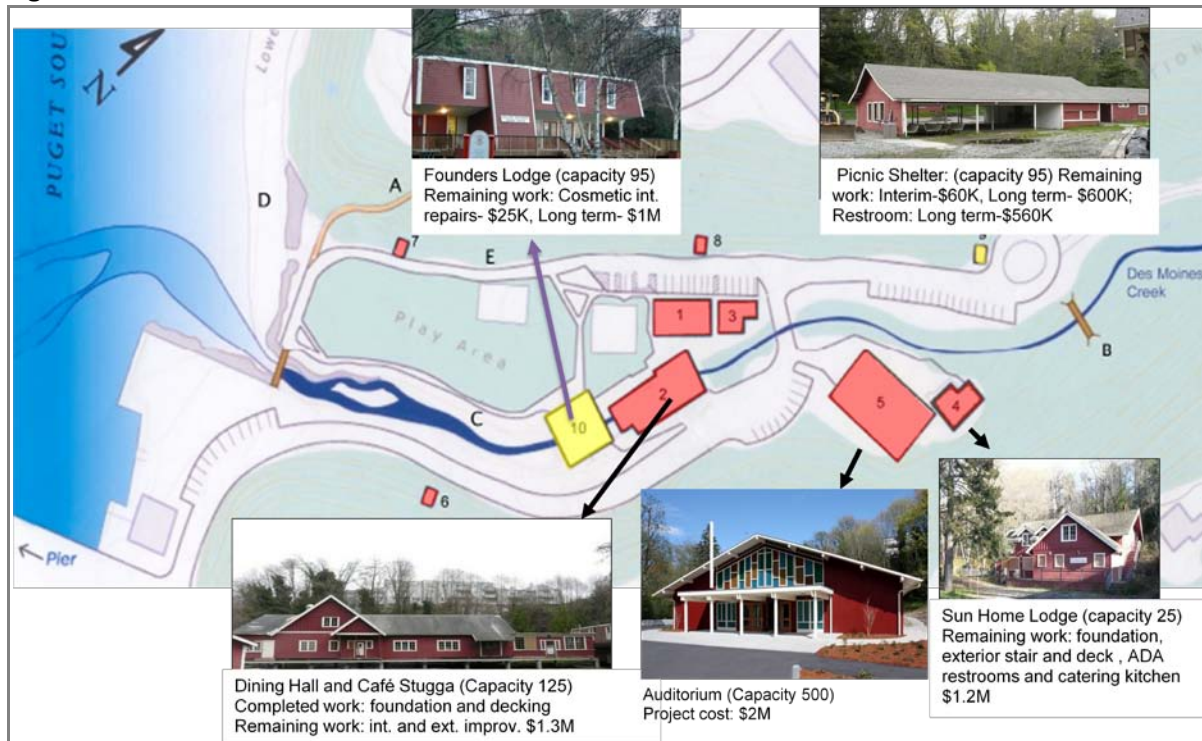 PUGET SOU
N
Lowe
Founders Lodge (capacity 95)
Remaining work: Cosmetic int.
repairs- $25K, Long term- $1M
Picnic Shelter: (capacity 95) Remaining
work: Interim-$60K, Long term- $600K;
Restroom: Long term-$560K
A
D
7
E
8
9
Des Moines
Creek
B
Play Area
1
3
2
C
10
5
4
6
Pier
Dining Hall and Café Stugga (Capacity 125)
Completed work: foundation and decking
Remaining work: int. and ext. improv. $1.3M
Auditorium (Capacity 500)
Project cost: $2M
Sun Home Lodge (capacity 25)
Remaining work: foundation,
exterior stair and deck , ADA
restrooms and catering kitchen
$1.2M